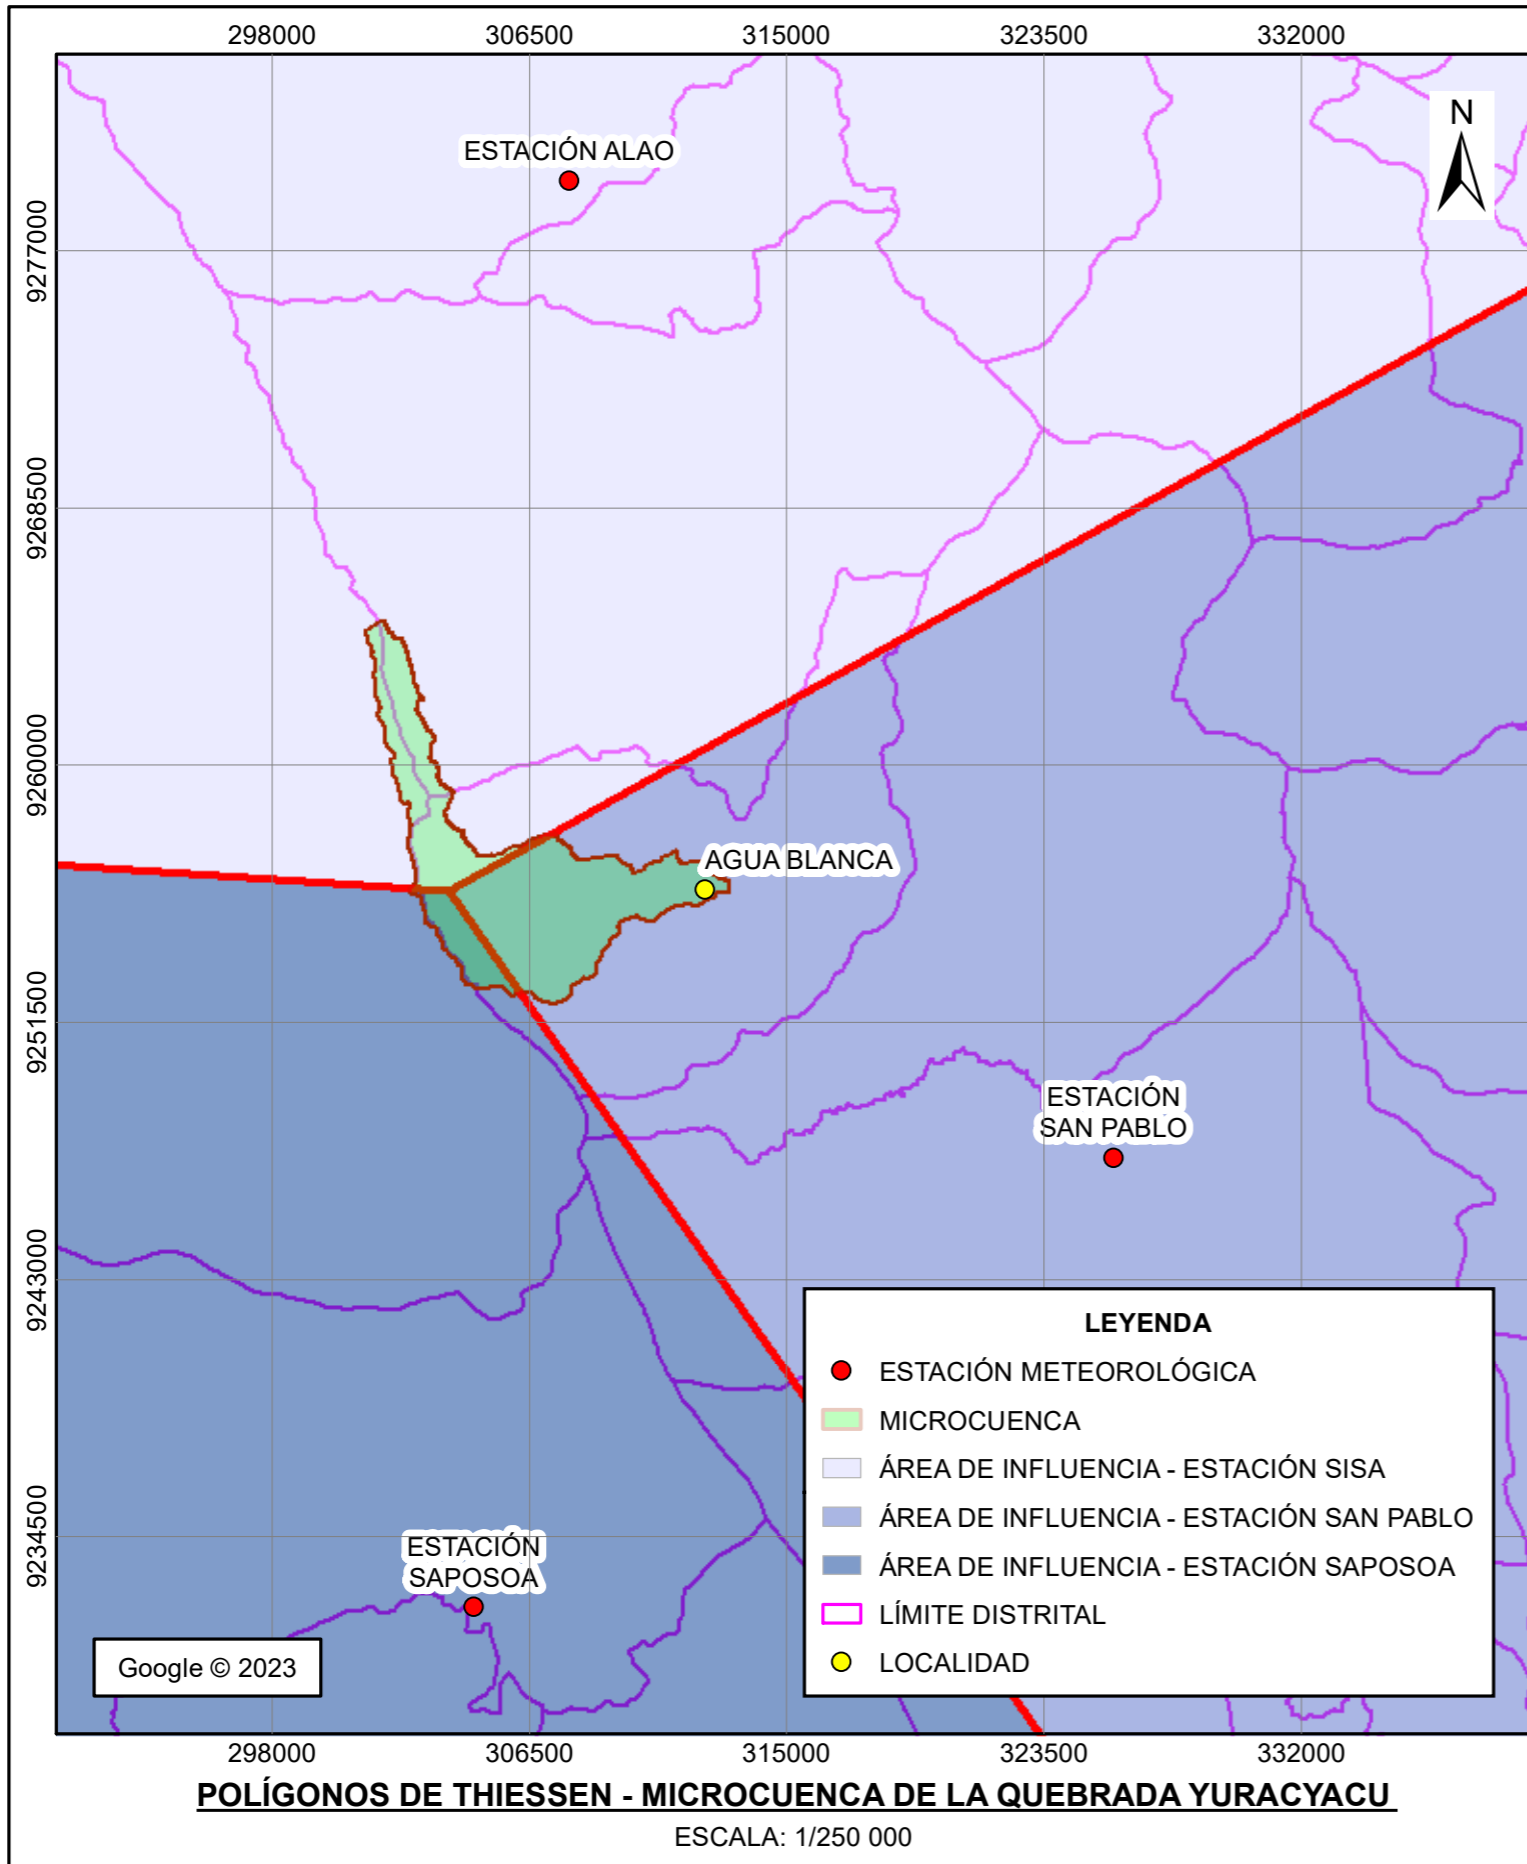 298000
306500
315000
323500
332000
N
ESTACIÓN ALAO
9277000
9268500
9260000
9251500
9243000
9234500
AGUA BLANCA
ESTACIÓN
SAN PABLO
ESTACIÓN
SAPOSOA
Google © 2023
LEYENDA
ESTACIÓN METEOROLÓGICA
MICROCUENCA
ÁREA DE INFLUENCIA - ESTACIÓN SISA
ÁREA DE INFLUENCIA - ESTACIÓN SAN PABLO
ÁREA DE INFLUENCIA - ESTACIÓN SAPOSOA
LÍMITE DISTRITAL
LOCALIDAD
298000
306500
315000
323500
332000
POLÍGONOS DE THIESSEN - MICROCUENCA DE LA QUEBRADA YURACYACU
ESCALA: 1/250 000